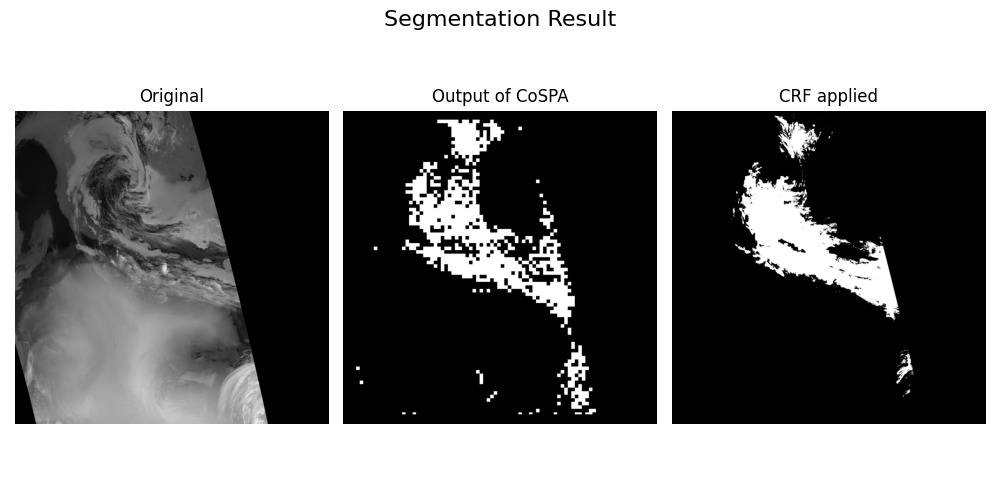 Segmentation Result
Original
Output of CoSPA
CRF applied